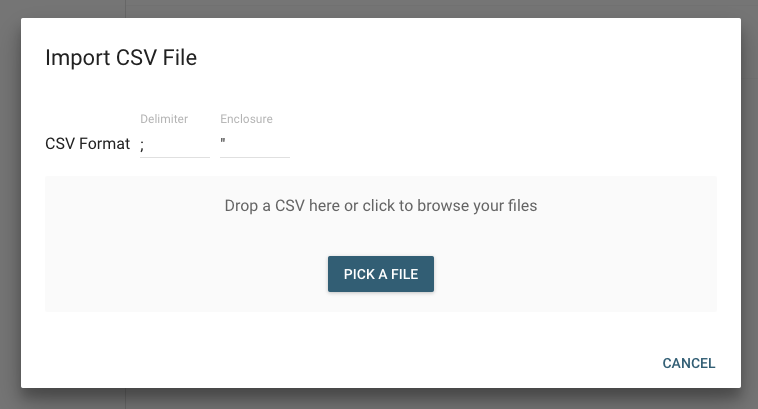 Import CSV File
Delimiter Enclosure
CSV Format ; "
Drop a CSV here or click to browse your files
PICK A FILE
CANCEL